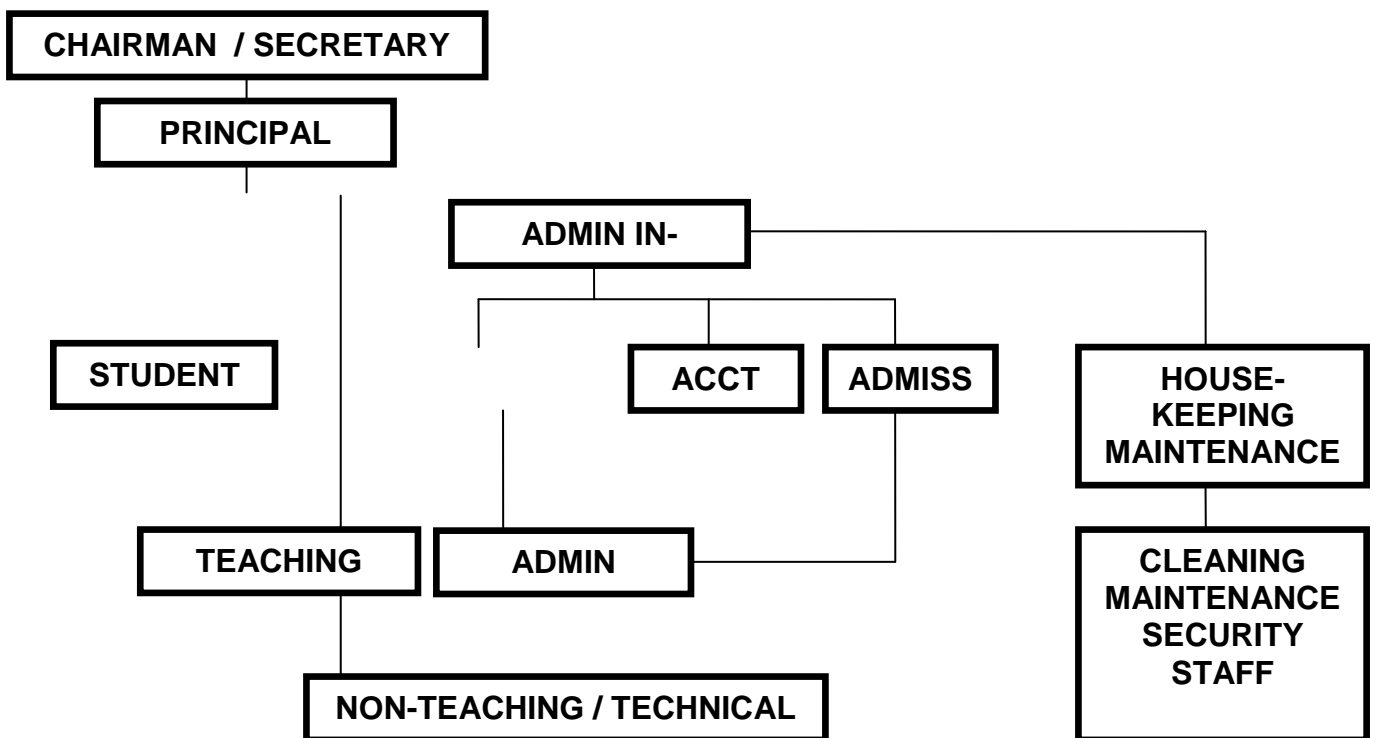 CHAIRMAN / SECRETARY
PRINCIPAL
ADMIN IN-
STUDENT
ACCT
ADMISS
HOUSE-
KEEPING
MAINTENANCE
TEACHING
ADMIN
CLEANING
MAINTENANCE
SECURITY
STAFF
NON-TEACHING / TECHNICAL